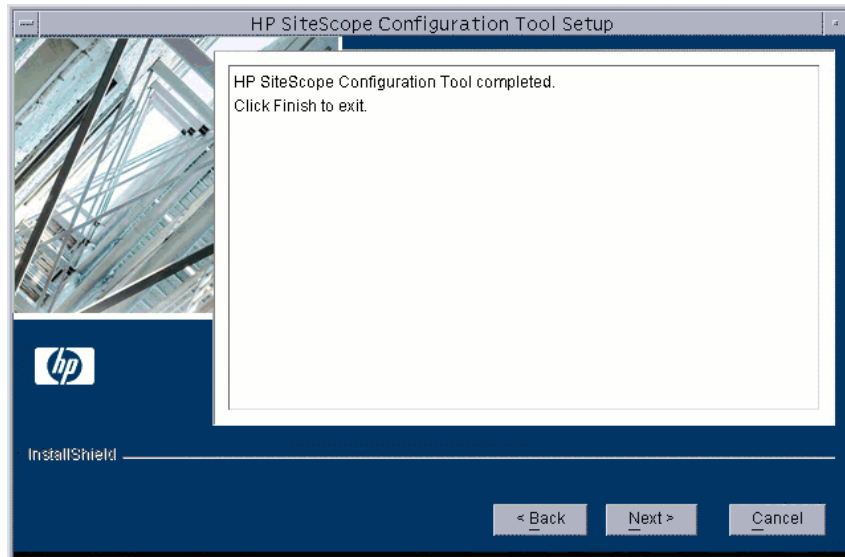 HP SiteScope Configuration Tool Setup
HP SiteScope Configuration Tool completed.
Click Finish to exit.
hp
InstallShield
< Back
Next >
Cancel